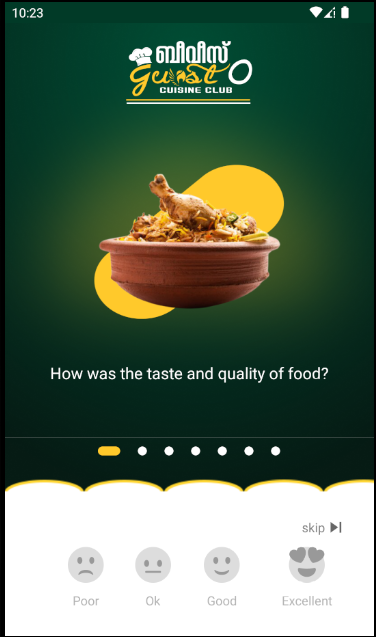 10:23
ബീവീസ്
gusto
CUISINE CLUB
How was the taste and quality of food?
skip
Poor
Ok
Good
Excellent